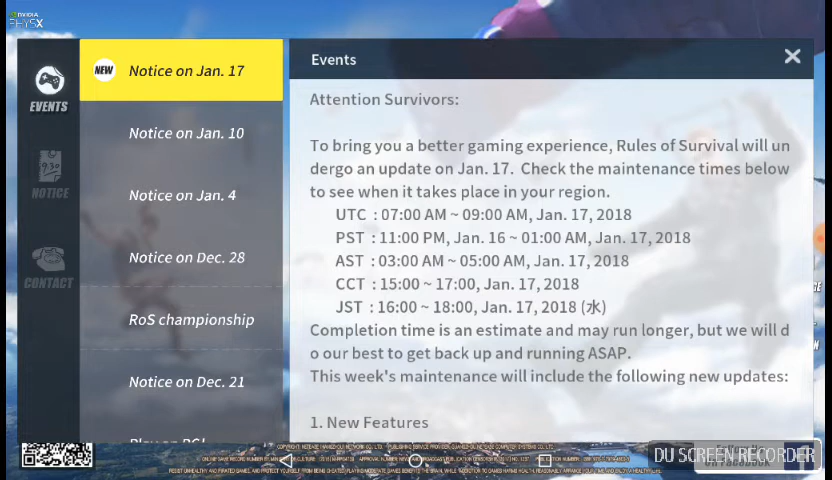 NVIDIA
PHYSX
EVENTS
NOTICE
CONTACT
NEW
Notice on Jan. 17
Notice on Jan. 10
Notice on Jan. 4
Notice on Dec. 28
RoS championship
Notice on Dec. 21
Events
Attention Survivors:
To bring you a better gaming experience, Rules of Survival will un
dergo an update on Jan. 17. Check the maintenance times below
to see when it takes place in your region.
UTC : 07:00 AM ~ 09:00 AM, Jan. 17, 2018
PST : 11:00 PM, Jan. 16 ~ 01:00 AM, Jan. 17, 2018
AST : 03:00 AM ~ 05:00 AM, Jan. 17, 2018
CCT : 15:00 ~ 17:00, Jan. 17, 2018
JST : 16:00 ~ 18:00, Jan. 17, 2018 (水)
Completion time is an estimate and may run longer, but we will d
o our best to get back up and running ASAP.
This week's maintenance will include the following new updates:
1. New Features
DU SCREEN RECORDER
on Facebook